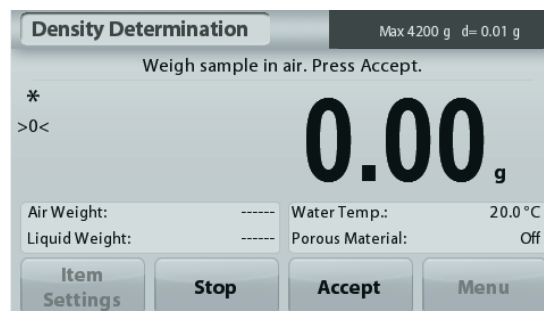 Density Determination
Max 4200 g d= 0.01 g
Weigh sample in air. Press Accept.
*
>0<
0.00 g
Air Weight: ------ Water Temp.: 20.0 °C
Liquid Weight: ------ Porous Material: Off
Item Settings Stop Accept Menu